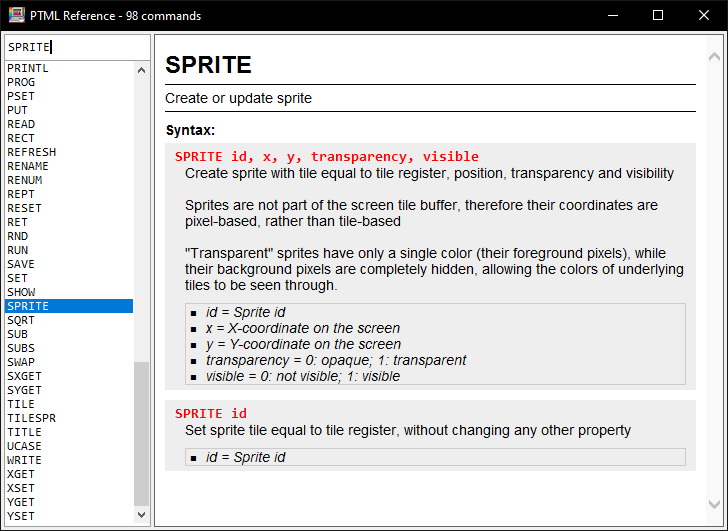 PTML Reference - 98 commands
SPRITE
PRINTL
PROG
PSET
PUT
READ
RECT
REFRESH
RENAME
RENUM
REPT
RESET
RET
RND
RUN
SAVE
SET
SHOW
SPRITE
SQRT
SUB
SUBS
SWAP
SXGET
SYGET
TILE
TILESPR
TITLE
UCASE
WRITE
XGET
XSET
YGET
YSET
SPRITE
Create or update sprite
Syntax:
SPRITE id, x, y, transparency, visible
Create sprite with tile equal to tile register, position, transparency and visibility
Sprites are not part of the screen tile buffer, therefore their coordinates are
pixel-based, rather than tile-based
"Transparent" sprites have only a single color (their foreground pixels), while
their background pixels are completely hidden, allowing the colors of underlying
tiles to be seen through.
▪ id = Sprite id
▪ x = X-coordinate on the screen
▪ y = Y-coordinate on the screen
▪ transparency = 0: opaque; 1: transparent
▪ visible = 0: not visible; 1: visible
SPRITE id
Set sprite tile equal to tile register, without changing any other property
▪ id = Sprite id